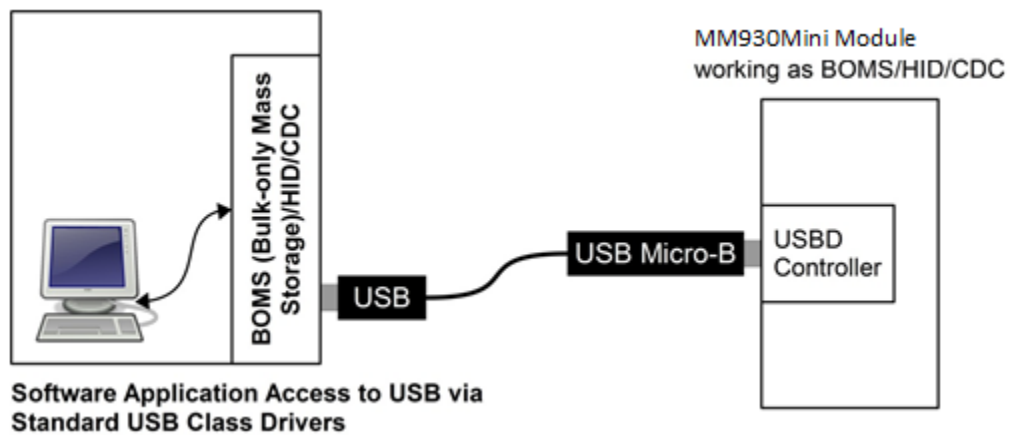 MM930Mini Module
working as BOMS/HID/CDC
BOMS (Bulk-only Mass
Storage)/HID/CDC
USB
USB Micro-B
USBD
Controller
Software Application Access to USB via
Standard USB Class Drivers